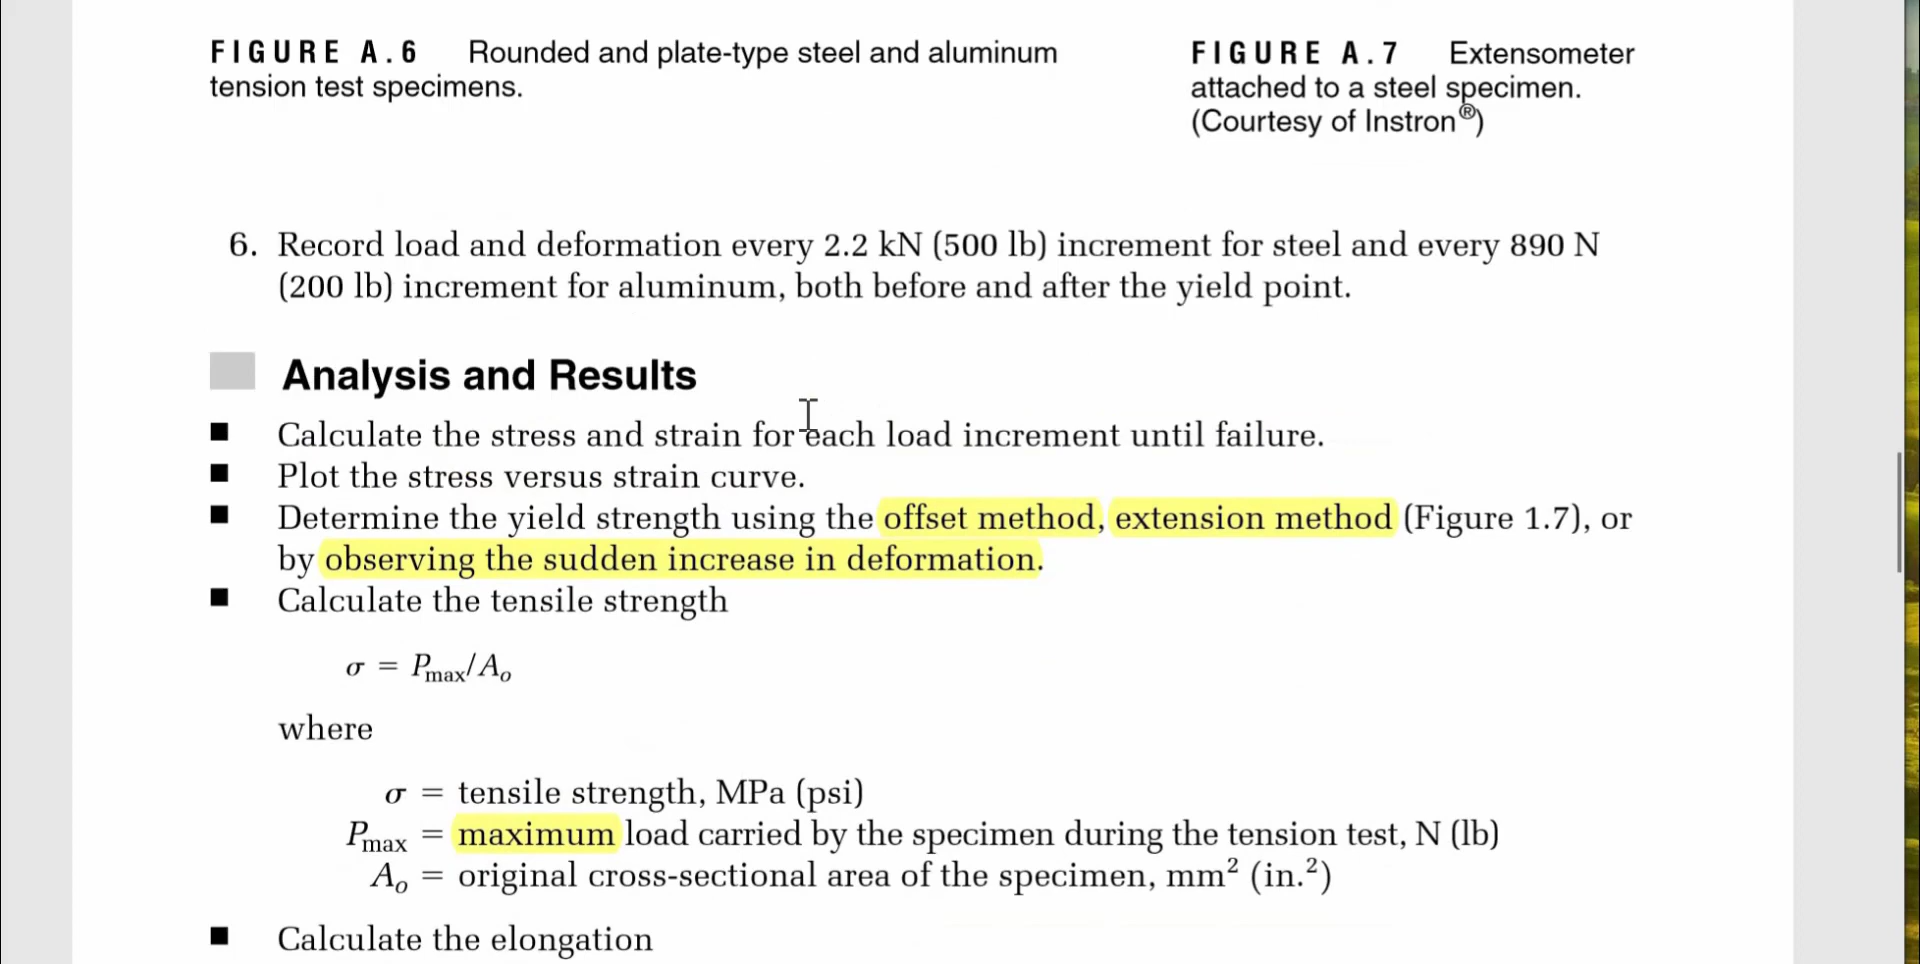 FIGURE A.6 Rounded and plate-type steel and aluminum
tension test specimens.
FIGURE A.7 Extensometer
attached to a steel specimen.
(Courtesy of Instron®)
6. Record load and deformation every 2.2 kN (500 lb) increment for steel and every 890 N
(200 lb) increment for aluminum, both before and after the yield point.
Analysis and Results
■ Calculate the stress and strain for each load increment until failure.
■ Plot the stress versus strain curve.
■ Determine the yield strength using the offset method, extension method (Figure 1.7), or
by observing the sudden increase in deformation.
■ Calculate the tensile strength
σ = Pmax/Ao
where
σ = tensile strength, MPa (psi)
Pmax = maximum load carried by the specimen during the tension test, N (lb)
Ao = original cross-sectional area of the specimen, mm² (in.²)
■ Calculate the elongation